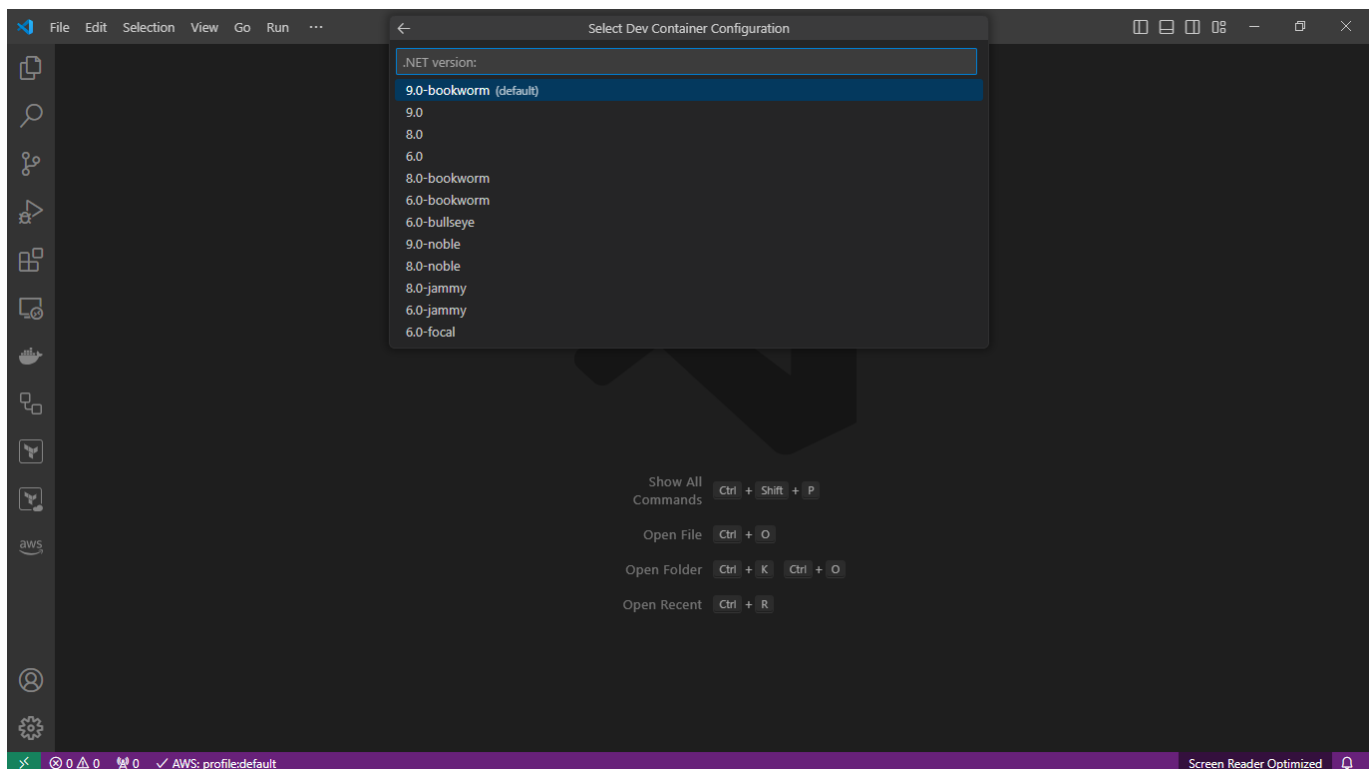 File Edit Selection View Go Run ···
Select Dev Container Configuration
.NET version:
9.0-bookworm (default)
9.0
8.0
6.0
8.0-bookworm
6.0-bookworm
6.0-bullseye
9.0-noble
8.0-noble
8.0-jammy
6.0-jammy
6.0-focal
Show All
Commands Ctrl + Shift + P
Open File Ctrl + O
Open Folder Ctrl + K Ctrl + O
Open Recent Ctrl + R
aws
0 0 0 AWS: profile:default Screen Reader Optimized